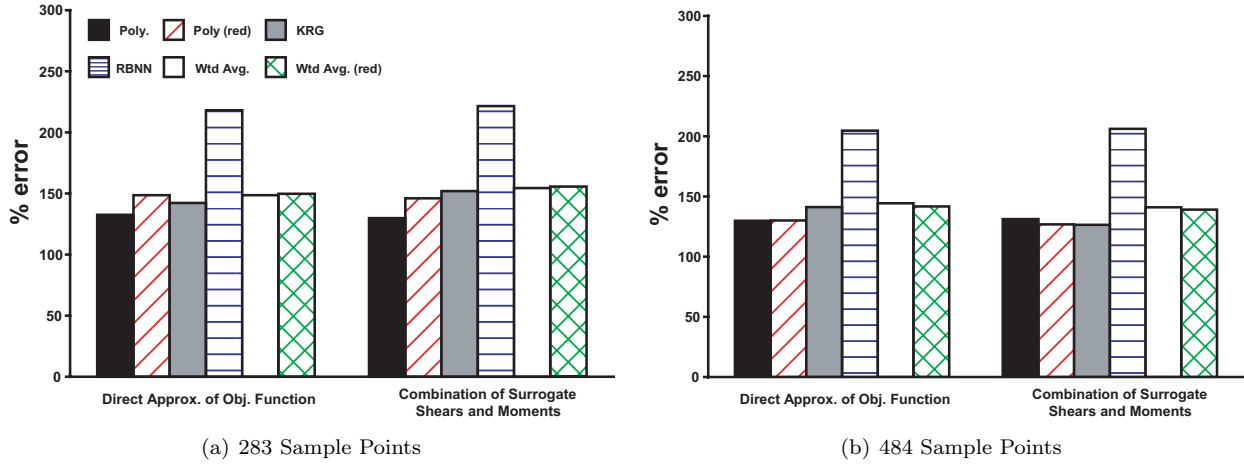 300
250
200
150
100
50
0
% error
Poly.
Poly (red)
KRG
RBNN
Wtd Avg.
Wtd Avg. (red)
Direct Approx. of Obj. Function
Combination of Surrogate
Shears and Moments
(a) 283 Sample Points
300
250
200
150
100
50
0
% error
Direct Approx. of Obj. Function
Combination of Surrogate
Shears and Moments
(b) 484 Sample Points